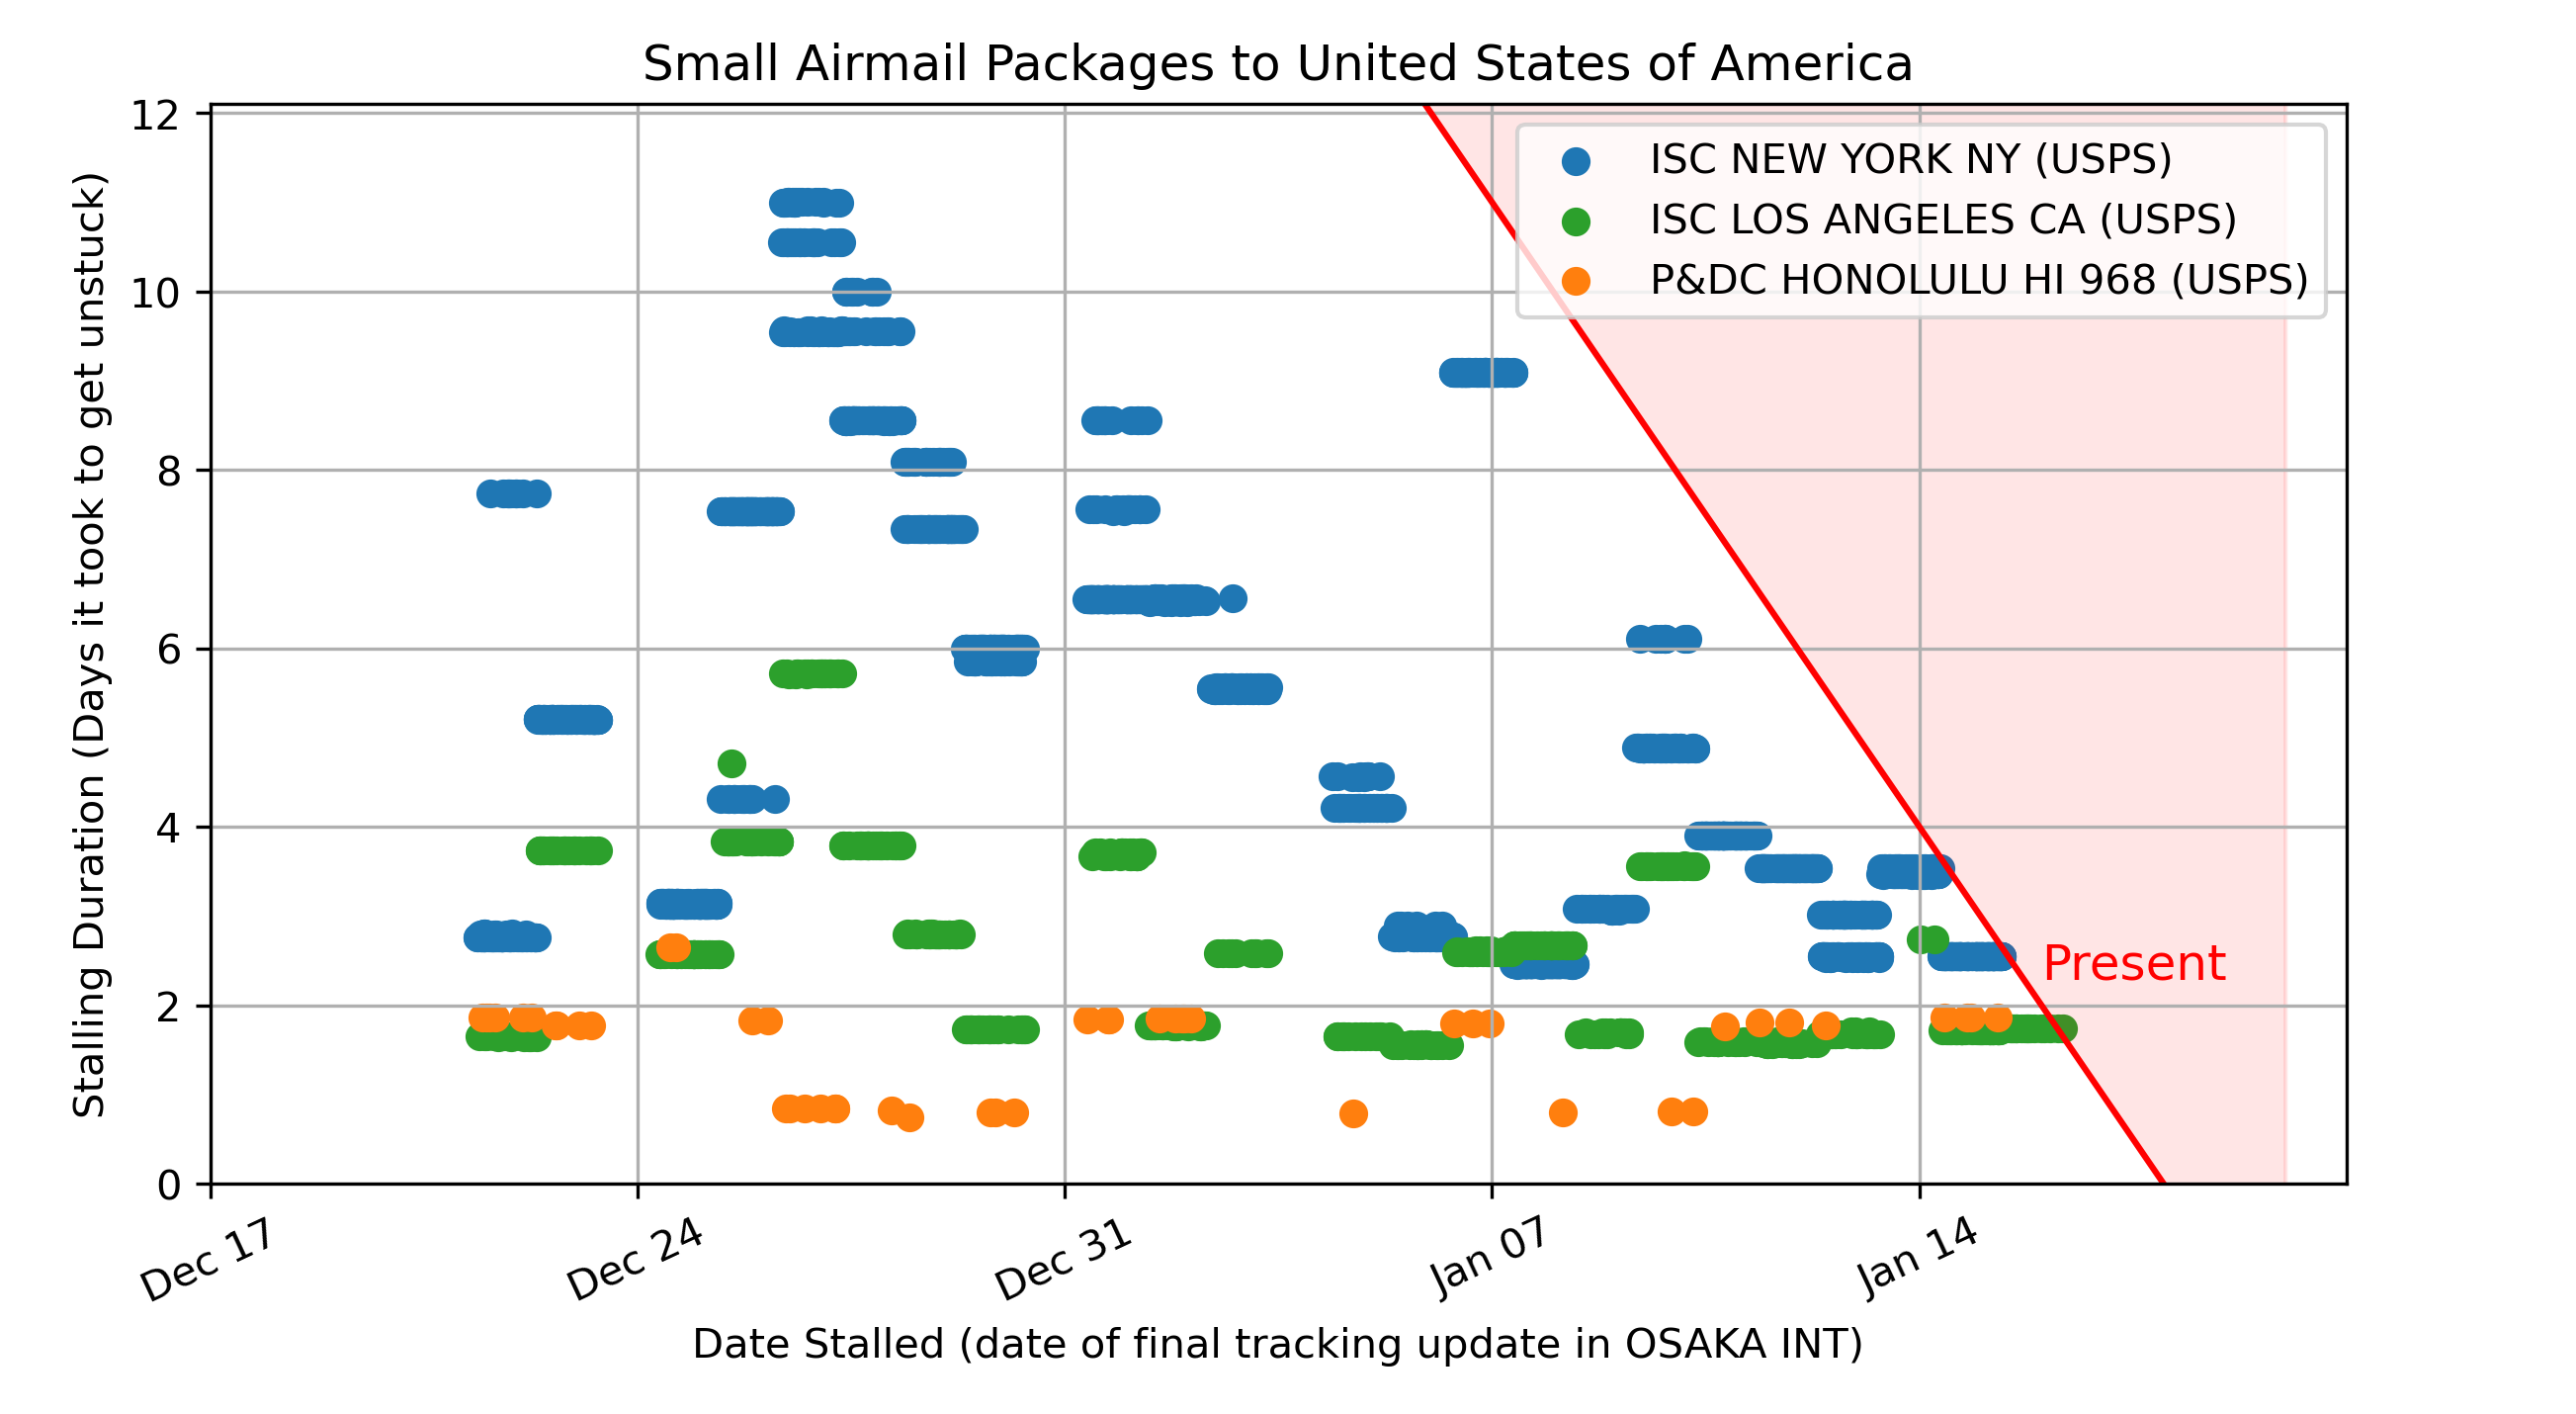 Small Airmail Packages to United States of America
Stalling Duration (Days it took to get unstuck)
12
10
8
6
4
2
0
ISC NEW YORK NY (USPS)
ISC LOS ANGELES CA (USPS)
P&DC HONOLULU HI 968 (USPS)
Present
Dec 17
Dec 24
Dec 31
Jan 07
Jan 14
Date Stalled (date of final tracking update in OSAKA INT)